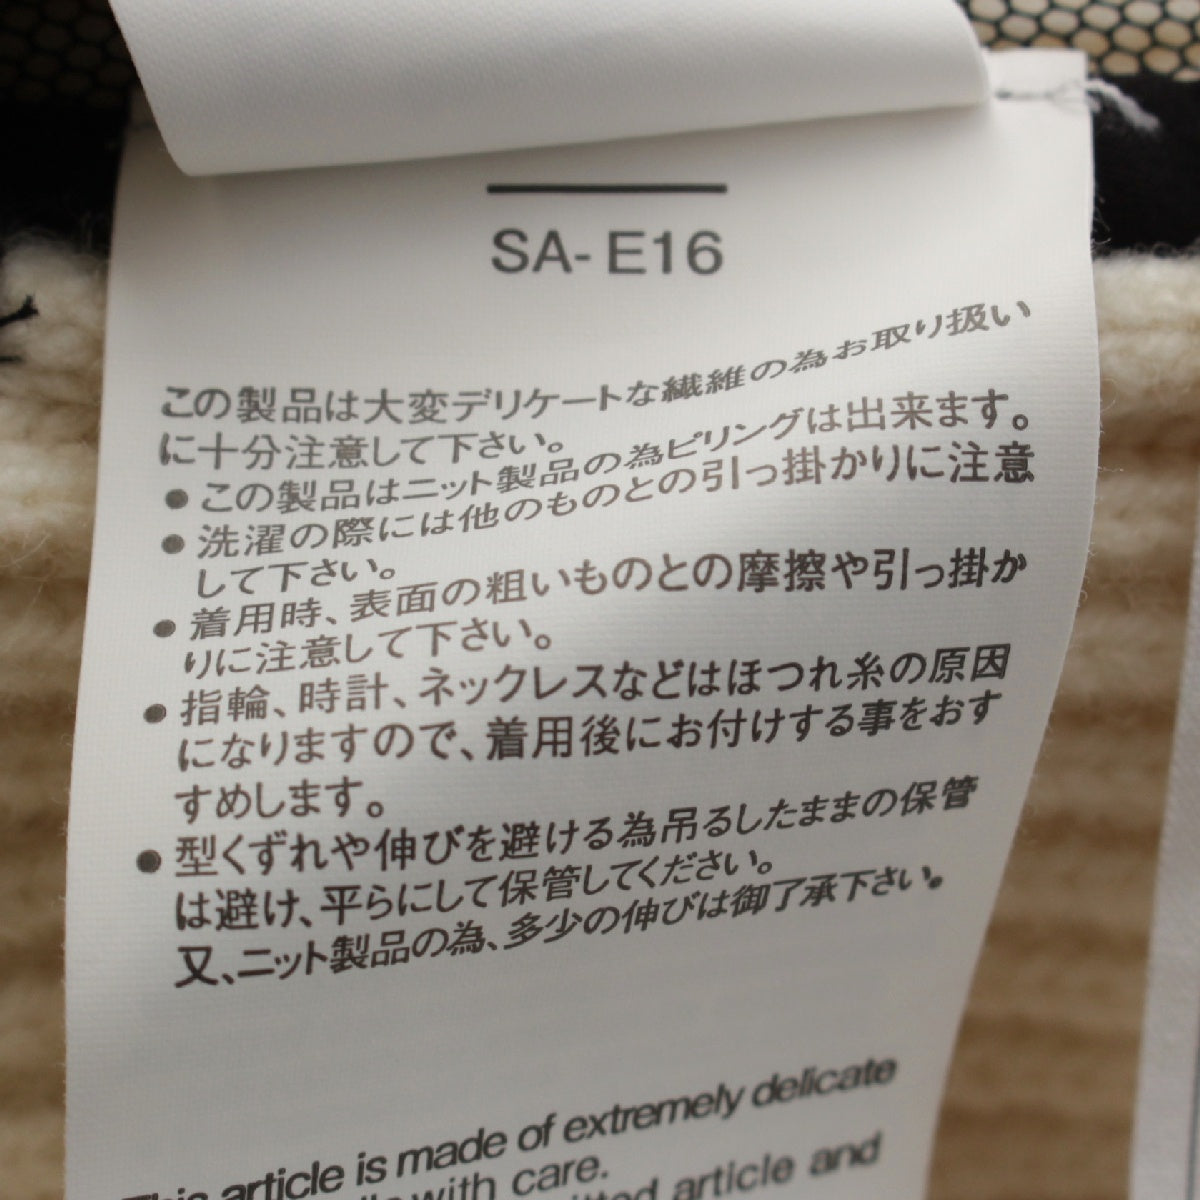 SA-E16
この製品は大変デリケートな繊維の為お取り扱い
に十分注意して下さい。
● この製品はニット製品の為ピリングは出来ます。
● 洗濯の際には他のものとの引っ掛かりに注意
して下さい。
● 着用時、表面の粗いものとの摩擦や引っ掛か
りに注意して下さい。
● 指輪、時計、ネックレスなどはほつれ糸の原因
になりますので、着用後にお付けする事をおす
すめします。
● 型くずれや伸びを避ける為吊るしたままの保管
は避け、平らにして保管してください。
又、ニット製品の為、多少の伸びは御了承下さい。
This article is made of extremely delicate
with care.
article and